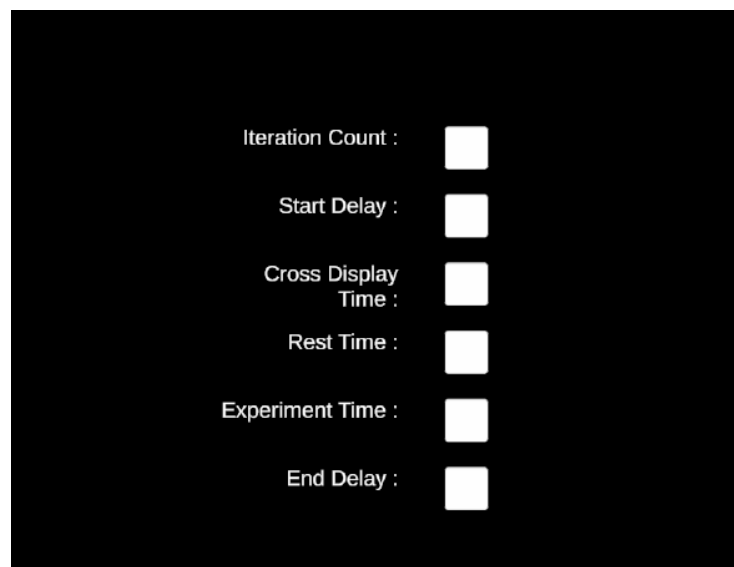 Iteration Count :
Start Delay :
Cross Display
Time :
Rest Time :
Experiment Time :
End Delay :